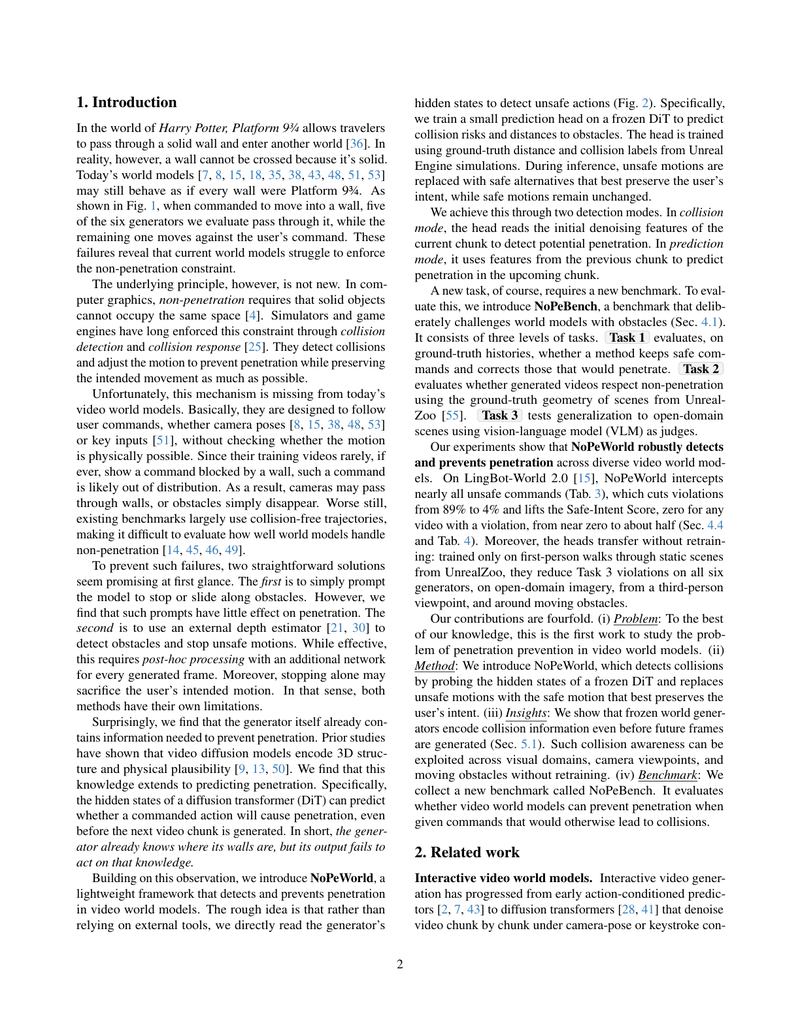 1. Introduction
In the world of Harry Potter, Platform 9¾ allows travelers
to pass through a solid wall and enter another world [36]. In
reality, however, a wall cannot be crossed because it's solid.
Today's world models [7, 8, 15, 18, 35, 38, 43, 48, 51, 53]
may still behave as if every wall were Platform 9¾. As
shown in Fig. 1, when commanded to move into a wall, five
of the six generators we evaluate pass through it, while the
remaining one moves against the user's command. These
failures reveal that current world models struggle to enforce
the non-penetration constraint.
The underlying principle, however, is not new. In com-
puter graphics, non-penetration requires that solid objects
cannot occupy the same space [4]. Simulators and game
engines have long enforced this constraint through collision
detection and collision response [25]. They detect collisions
and adjust the motion to prevent penetration while preserving
the intended movement as much as possible.
Unfortunately, this mechanism is missing from today's
video world models. Basically, they are designed to follow
user commands, whether camera poses [8, 15, 38, 48, 53]
or key inputs [51], without checking whether the motion
is physically possible. Since their training videos rarely, if
ever, show a command blocked by a wall, such a command
is likely out of distribution. As a result, cameras may pass
through walls, or obstacles simply disappear. Worse still,
existing benchmarks largely use collision-free trajectories,
making it difficult to evaluate how well world models handle
non-penetration [14, 45, 46, 49].
To prevent such failures, two straightforward solutions
seem promising at first glance. The first is to simply prompt
the model to stop or slide along obstacles. However, we
find that such prompts have little effect on penetration. The
second is to use an external depth estimator [21, 30] to
detect obstacles and stop unsafe motions. While effective,
this requires post-hoc processing with an additional network
for every generated frame. Moreover, stopping alone may
sacrifice the user's intended motion. In that sense, both
methods have their own limitations.
Surprisingly, we find that the generator itself already con-
tains information needed to prevent penetration. Prior studies
have shown that video diffusion models encode 3D struc-
ture and physical plausibility [9, 13, 50]. We find that this
knowledge extends to predicting penetration. Specifically,
the hidden states of a diffusion transformer (DiT) can predict
whether a commanded action will cause penetration, even
before the next video chunk is generated. In short, the gener-
ator already knows where its walls are, but its output fails to
act on that knowledge.
Building on this observation, we introduce NoPeWorld, a
lightweight framework that detects and prevents penetration
in video world models. The rough idea is that rather than
relying on external tools, we directly read the generator's
hidden states to detect unsafe actions (Fig. 2). Specifically,
we train a small prediction head on a frozen DiT to predict
collision risks and distances to obstacles. The head is trained
using ground-truth distance and collision labels from Unreal
Engine simulations. During inference, unsafe motions are
replaced with safe alternatives that best preserve the user's
intent, while safe motions remain unchanged.
We achieve this through two detection modes. In collision
mode, the head reads the initial denoising features of the
current chunk to detect potential penetration. In prediction
mode, it uses features from the previous chunk to predict
penetration in the upcoming chunk.
A new task, of course, requires a new benchmark. To eval-
uate this, we introduce NoPeBench, a benchmark that delib-
erately challenges world models with obstacles (Sec. 4.1).
It consists of three levels of tasks. Task 1 evaluates, on
ground-truth histories, whether a method keeps safe com-
mands and corrects those that would penetrate. Task 2
evaluates whether generated videos respect non-penetration
using the ground-truth geometry of scenes from Unreal-
Zoo [55]. Task 3 tests generalization to open-domain
scenes using vision-language model (VLM) as judges.
Our experiments show that NoPeWorld robustly detects
and prevents penetration across diverse video world mod-
els. On LingBot-World 2.0 [15], NoPeWorld intercepts
nearly all unsafe commands (Tab. 3), which cuts violations
from 89% to 4% and lifts the Safe-Intent Score, zero for any
video with a violation, from near zero to about half (Sec. 4.4
and Tab. 4). Moreover, the heads transfer without retrain-
ing: trained only on first-person walks through static scenes
from UnrealZoo, they reduce Task 3 violations on all six
generators, on open-domain imagery, from a third-person
viewpoint, and around moving obstacles.
Our contributions are fourfold. (i) Problem: To the best
of our knowledge, this is the first work to study the prob-
lem of penetration prevention in video world models. (ii)
Method: We introduce NoPeWorld, which detects collisions
by probing the hidden states of a frozen DiT and replaces
unsafe motions with the safe motion that best preserves the
user's intent. (iii) Insights: We show that frozen world gener-
ators encode collision information even before future frames
are generated (Sec. 5.1). Such collision awareness can be
exploited across visual domains, camera viewpoints, and
moving obstacles without retraining. (iv) Benchmark: We
collect a new benchmark called NoPeBench. It evaluates
whether video world models can prevent penetration when
given commands that would otherwise lead to collisions.
2. Related work
Interactive video world models. Interactive video gener-
ation has progressed from early action-conditioned predic-
tors [2, 7, 43] to diffusion transformers [28, 41] that denoise
video chunk by chunk under camera-pose or keystroke con-
2